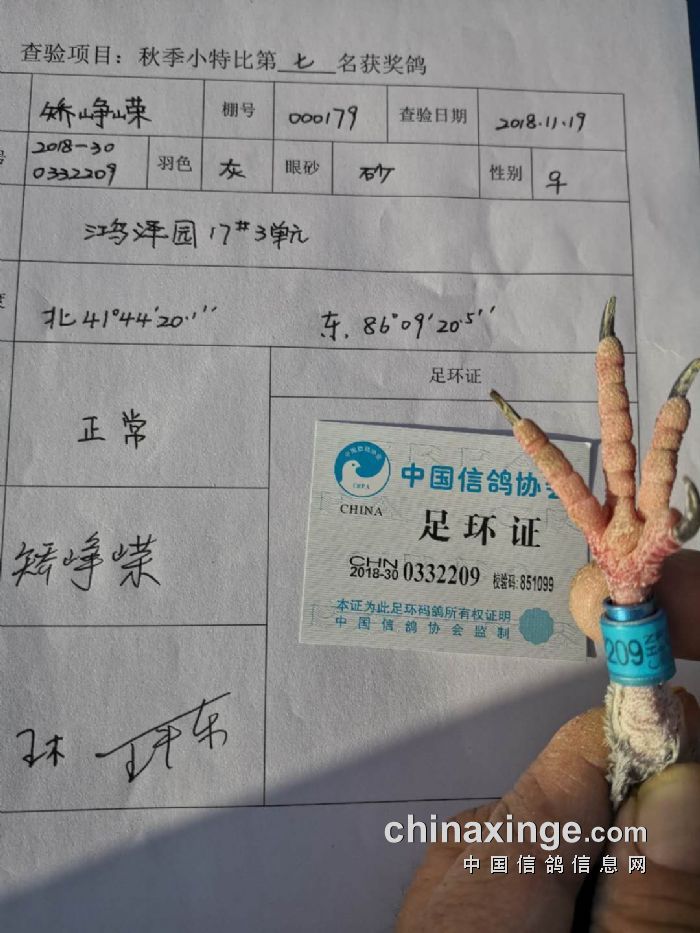 查验项目：秋季小特比第七名获奖鸽
矫峥嵘 棚号 000179 查验日期 2018.11.19
2018-30
0332209 羽色 灰 眼砂 砂 性别 ♀
鸿泽园17#3单元
北41°44′20.1″ 东.86°09′20.5″
足环证
正常
中国信鸽协会
CHINA
足环证
CHN
2018-30 0332209 校验码:851099
本证为此足环码鸽所有权证明
中国信鸽协会监制
209
矫峥嵘
chinaxinge.com
中国信鸽信息网